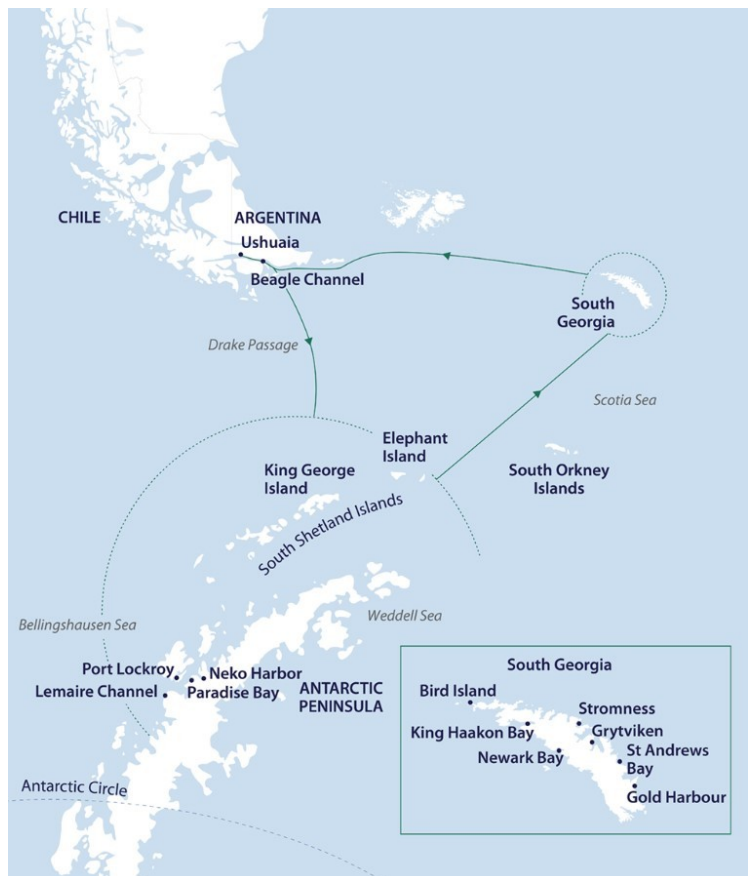 CHILE
ARGENTINA
Ushuaia
Beagle Channel
South
Georgia
Drake Passage
Scotia Sea
Elephant
Island
King George
Island
South Orkney
Islands
South Shetland Islands
Weddell Sea
Bellingshausen Sea
Port Lockroy
Neko Harbor
Lemaire Channel
Paradise Bay
ANTARCTIC
PENINSULA
Antarctic Circle
South Georgia
Bird Island
Stromness
King Haakon Bay
Grytviken
Newark Bay
St Andrews
Bay
Gold Harbour